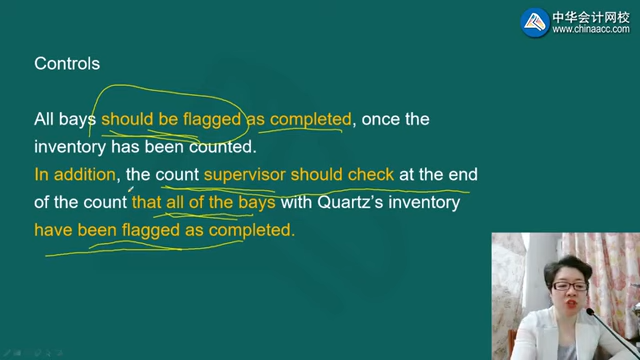 中华会计网校
www.chinaacc.com
Controls
All bays should be flagged as completed, once the
inventory has been counted.
In addition, the count supervisor should check at the end
of the count that all of the bays with Quartz's inventory
have been flagged as completed.